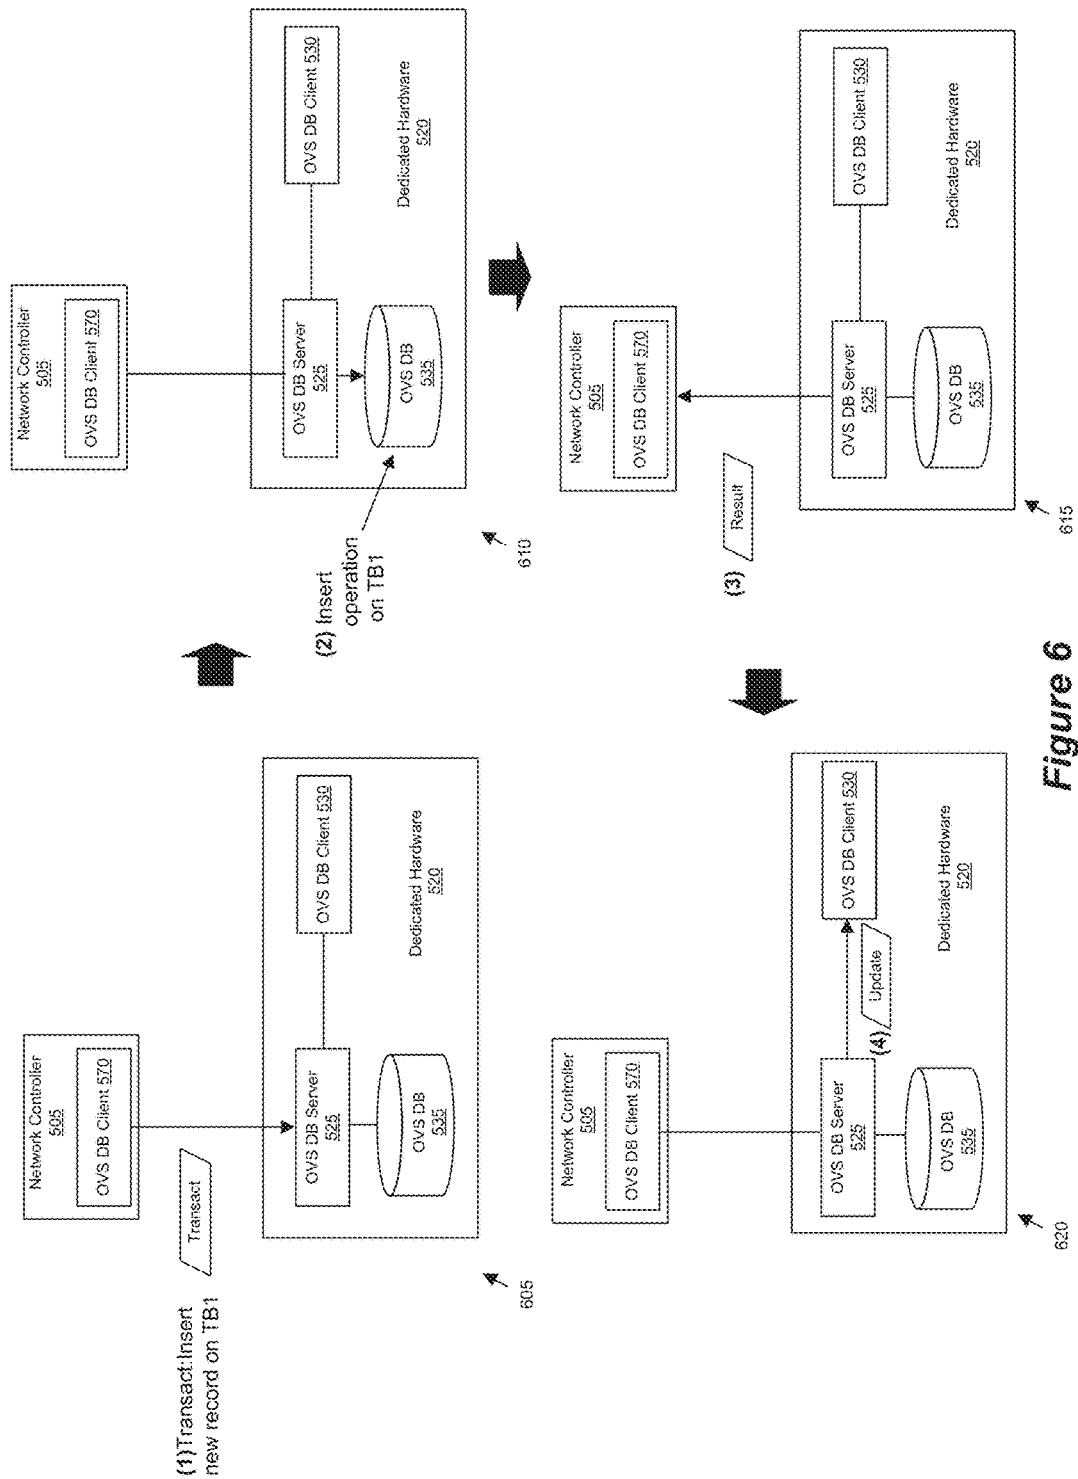 (1)Transact:Insert
new record on TB1
Transact
Network Controller
505
OVS DB Client 570
OVS DB Server
525
OVS DB
535
OVS DB Client 530
Dedicated Hardware
520
605
(2) Insert
operation
on TB1
Network Controller
505
OVS DB Client 570
OVS DB Server
525
OVS DB
535
OVS DB Client 530
Dedicated Hardware
520
610
Network Controller
505
OVS DB Client 570
(3)
Result
OVS DB Server
525
OVS DB
535
OVS DB Client 530
Dedicated Hardware
520
615
Network Controller
505
OVS DB Client 570
OVS DB Server
525
OVS DB
535
(4)
Update
OVS DB Client 530
Dedicated Hardware
520
620
Figure 6